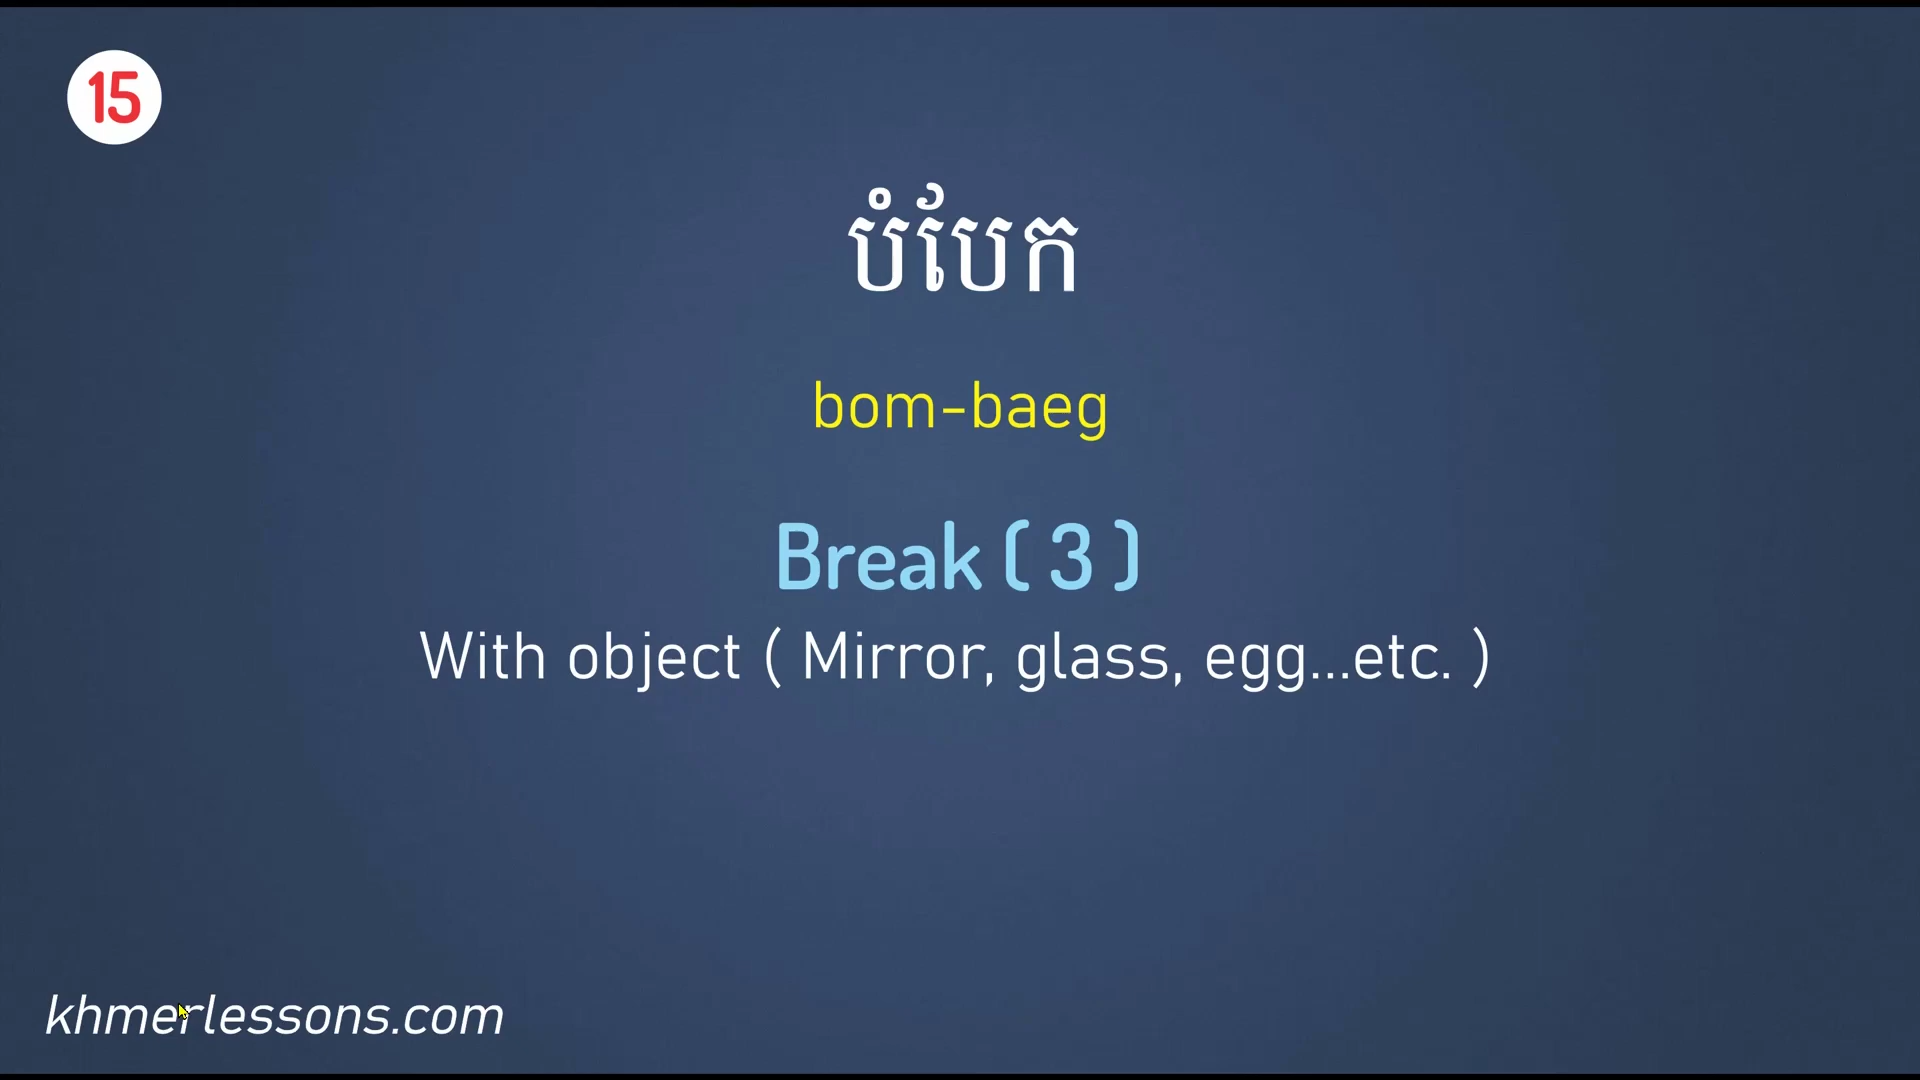 15
បំបែក
bom-baeg
Break ( 3 )
With object ( Mirror, glass, egg...etc. )
khmerlessons.com